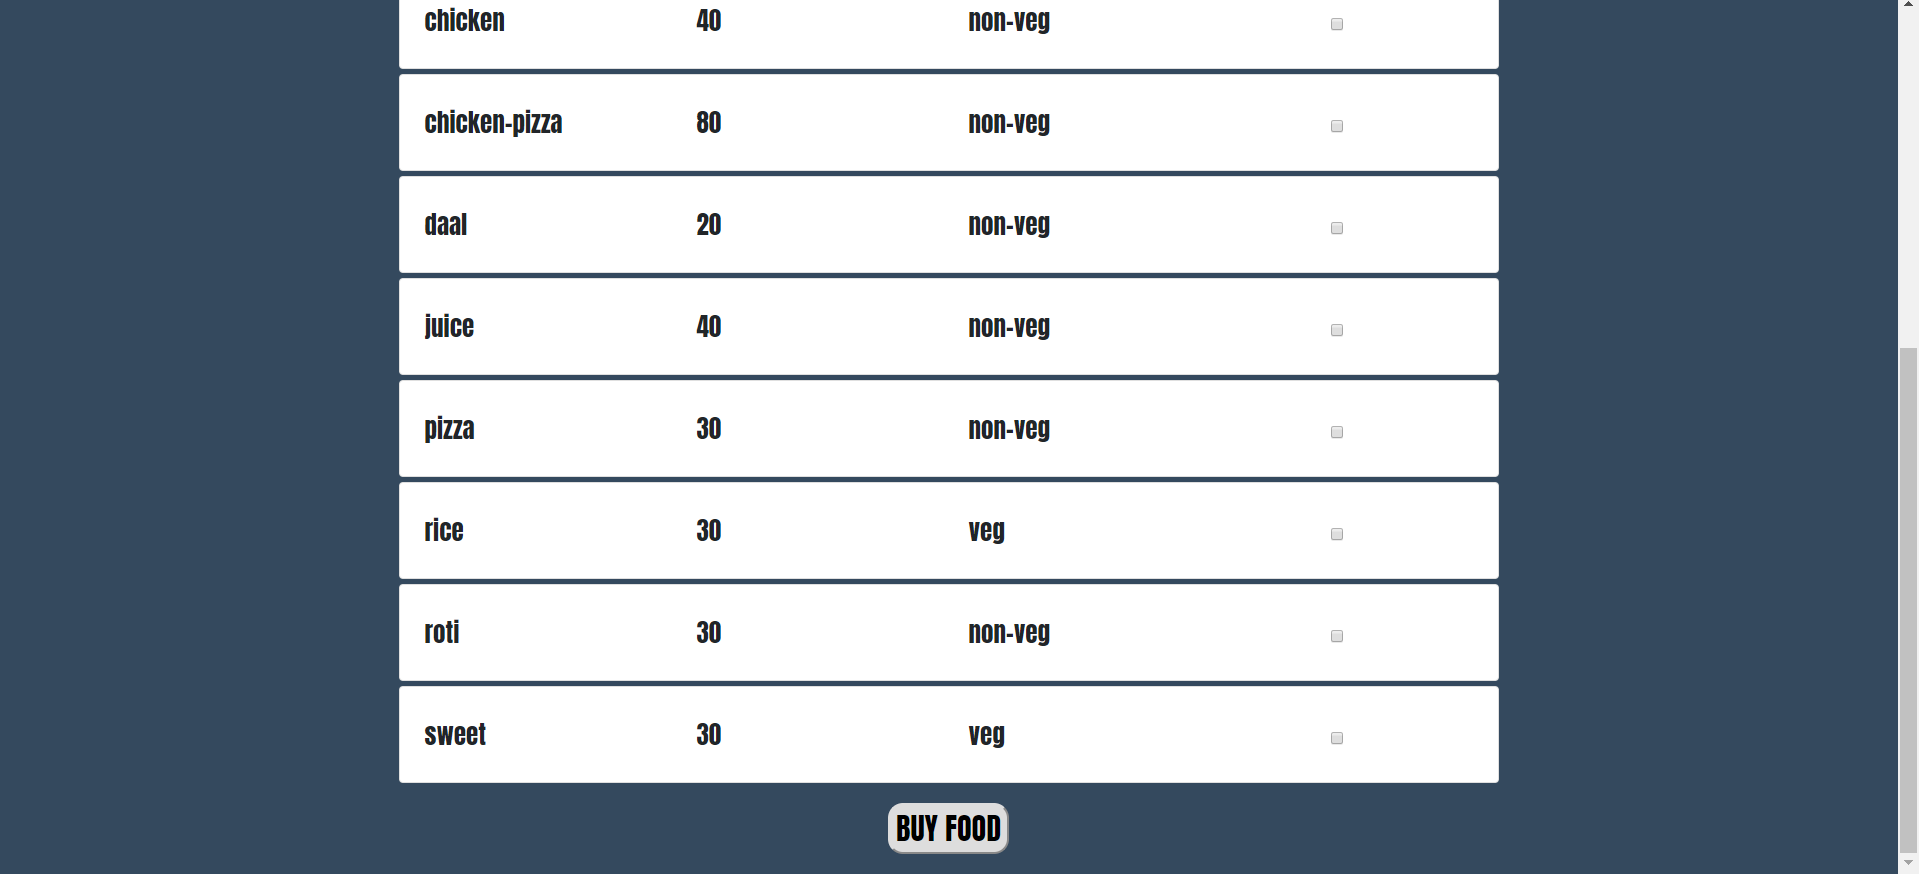 chicken 40 non-veg
chicken-pizza 80 non-veg
daal 20 non-veg
juice 40 non-veg
pizza 30 non-veg
rice 30 veg
roti 30 non-veg
sweet 30 veg
BUY FOOD